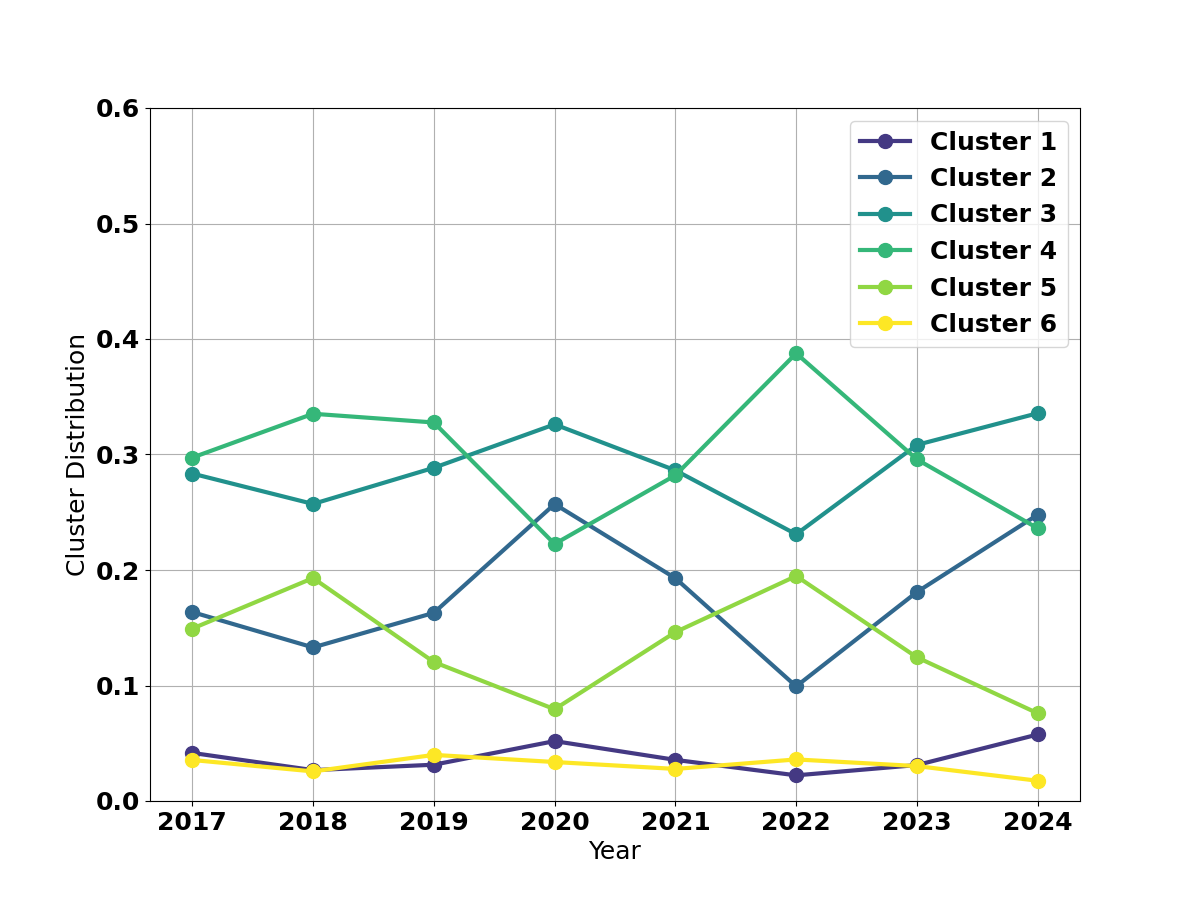 0.6
0.5
0.4
0.3
0.2
0.1
0.0
Cluster Distribution
Cluster 1
Cluster 2
Cluster 3
Cluster 4
Cluster 5
Cluster 6
2017 2018 2019 2020 2021 2022 2023 2024
Year